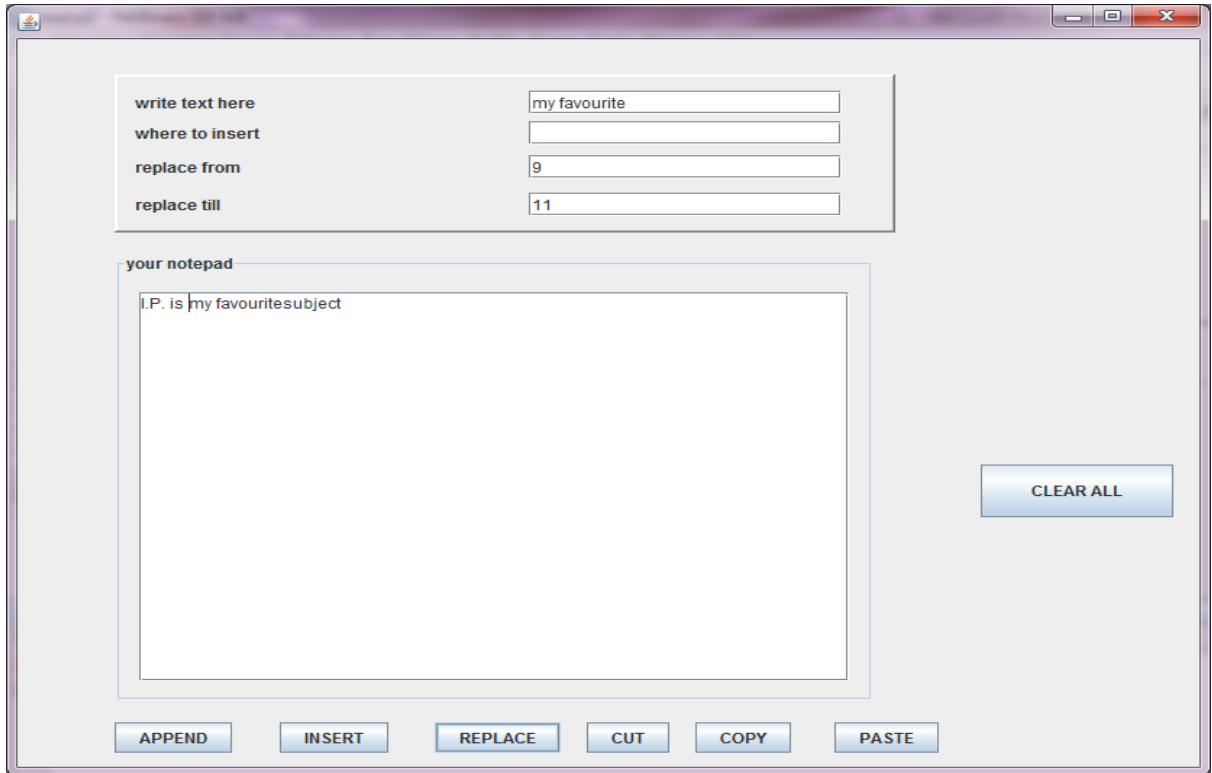 write text here my favourite
where to insert
replace from 9
replace till 11
your notepad
I.P. is my favouritesubject
CLEAR ALL
APPEND INSERT REPLACE CUT COPY PASTE